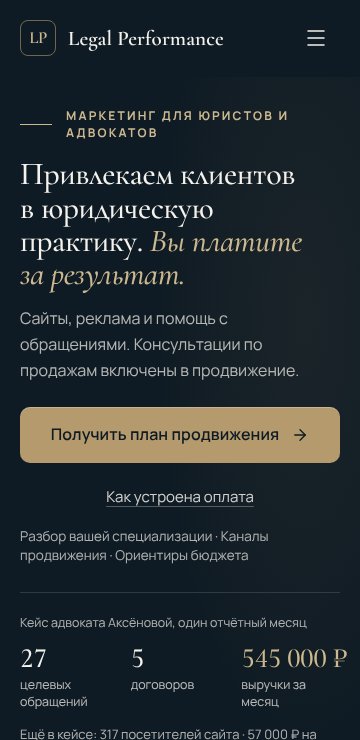 LP Legal Performance
МАРКЕТИНГ ДЛЯ ЮРИСТОВ И
АДВОКАТОВ
Привлекаем клиентов
в юридическую
практику. Вы платите
за результат.
Сайты, реклама и помощь с
обращениями. Консультации по
продажам включены в продвижение.
Получить план продвижения →
Как устроена оплата
Разбор вашей специализации · Каналы
продвижения · Ориентиры бюджета
Кейс адвоката Аксёновой, один отчётный месяц
27 5 545 000 ₽
целевых договоров выручки за
обращений месяц
Ещё в кейсе: 317 посетителей сайта · 57 000 ₽ на